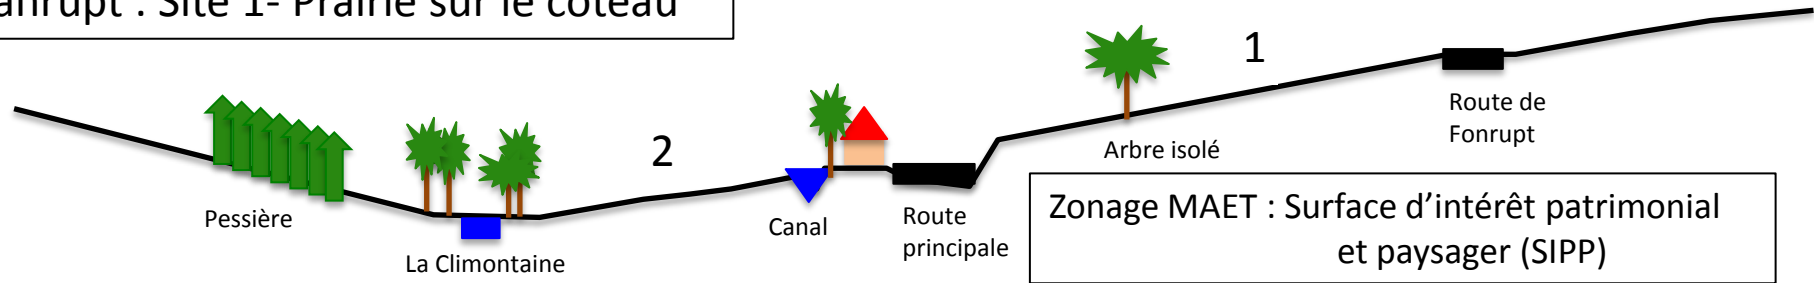 : Site 1- Prairie sur le coteau
1
2
Route de
Fonrupt
Arbre isolé
Pessière
La Climontaine
Canal
Route
principale
Zonage MAET : Surface d’intérêt patrimonial
et paysager (SIPP)